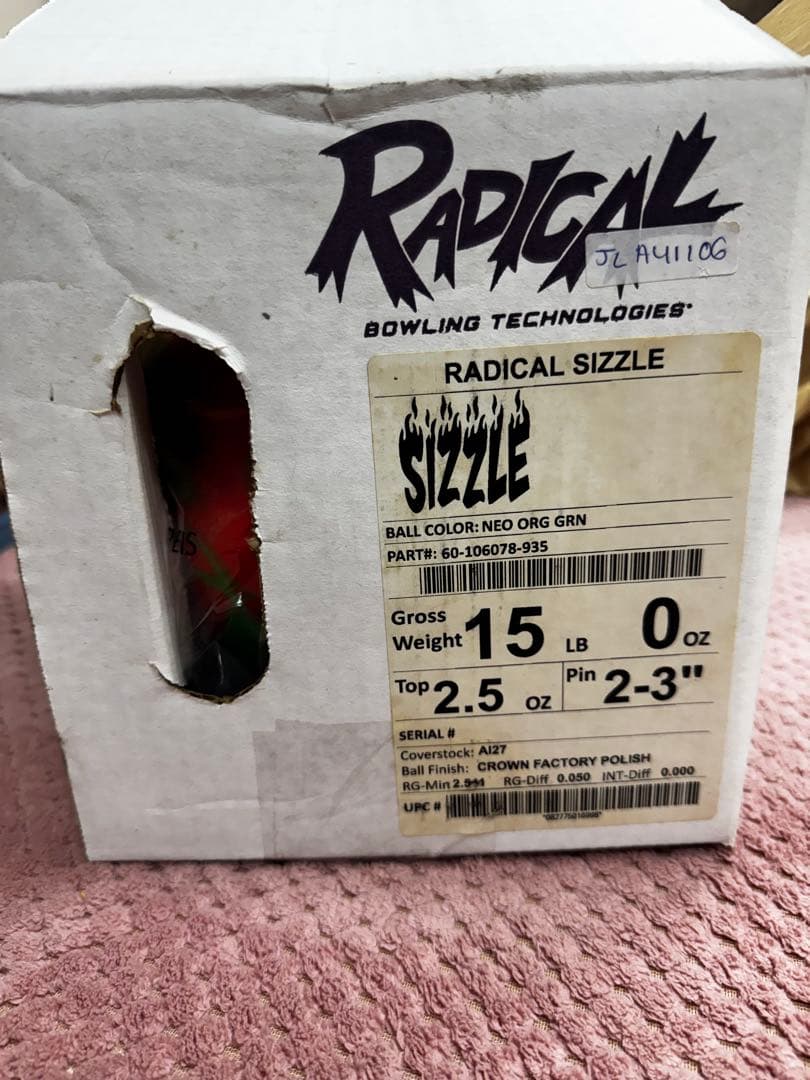 RADICAL
JL A41106
BOWLING TECHNOLOGIES
RADICAL SIZZLE
SIZZLE
BALL COLOR: NEO ORG GRN
PART#: 60-106078-935
Gross Weight 15 LB 0 OZ
Top 2.5 OZ Pin 2-3"
SERIAL #
Coverstock: AI27
Ball Finish: CROWN FACTORY POLISH
RG-Min RG-Diff 0.050 INT-Diff 0.000
UPC #